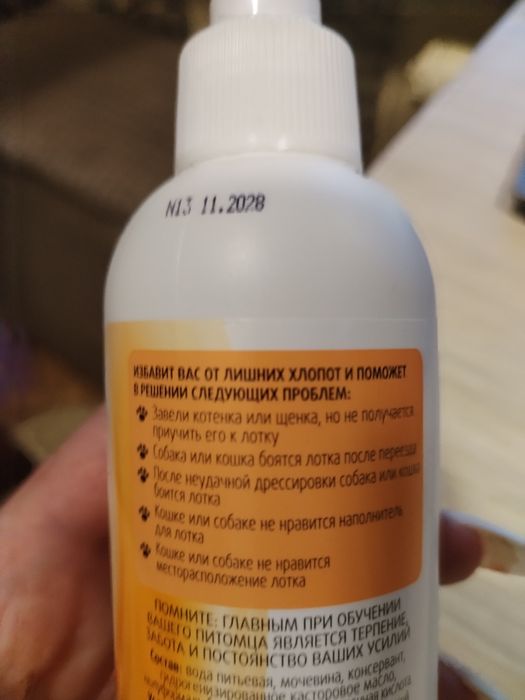 N13 11.2028
ИЗБАВИТ ВАС ОТ ЛИШНИХ ХЛОПОТ И ПОМОЖЕТ
В РЕШЕНИИ СЛЕДУЮЩИХ ПРОБЛЕМ:
Завели котенка или щенка, но не получается
приучить его к лотку
Собака или кошка боятся лотка после переезда
После неудачной дрессировки собака или кошка
боится лотка
Кошке или собаке не нравится наполнитель
для лотка
Кошке или собаке не нравится
месторасположение лотка
ПОМНИТЕ: ГЛАВНЫМ ПРИ ОБУЧЕНИИ
ВАШЕГО ПИТОМЦА ЯВЛЯЕТСЯ ТЕРПЕНИЕ,
ЗАБОТА И ПОСТОЯНСТВО ВАШИХ УСИЛИЙ
Состав: вода питьевая, мочевина, консервант,
гидрогенизированное касторовое масло,
кислота